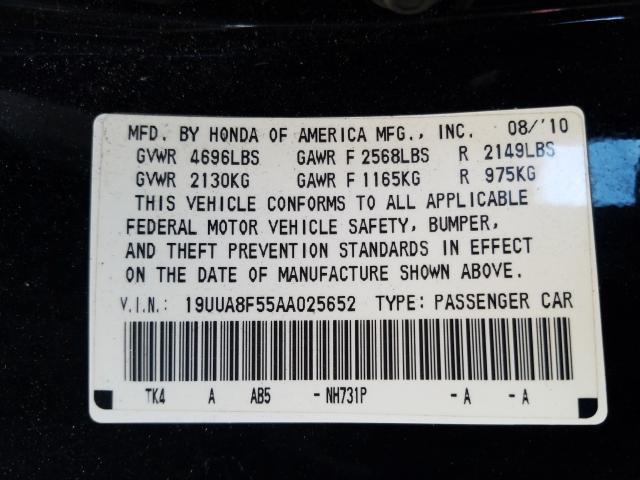 MFD. BY HONDA OF AMERICA MFG., INC. 08/'10
GVWR 4696LBS GAWR F 2568LBS R 2149LBS
GVWR 2130KG GAWR F 1165KG R 975KG
THIS VEHICLE CONFORMS TO ALL APPLICABLE
FEDERAL MOTOR VEHICLE SAFETY, BUMPER,
AND THEFT PREVENTION STANDARDS IN EFFECT
ON THE DATE OF MANUFACTURE SHOWN ABOVE.
V.I.N.: 19UUA8F55AA025652 TYPE: PASSENGER CAR
TK4 A AB5 - NH731P - A - A